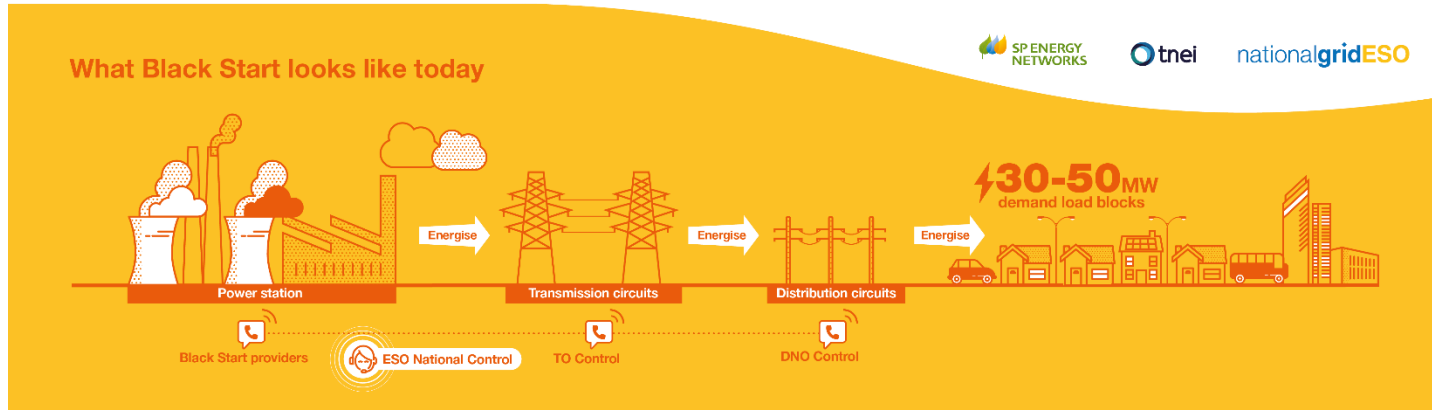 What Black Start looks like today
SP ENERGY
NETWORKS
tnei
nationalgridESO
30-50MW
demand load blocks
Energise
Energise
Energise
Power station
Transmission circuits
Distribution circuits
Black Start providers
ESO National Control
TO Control
DNO Control